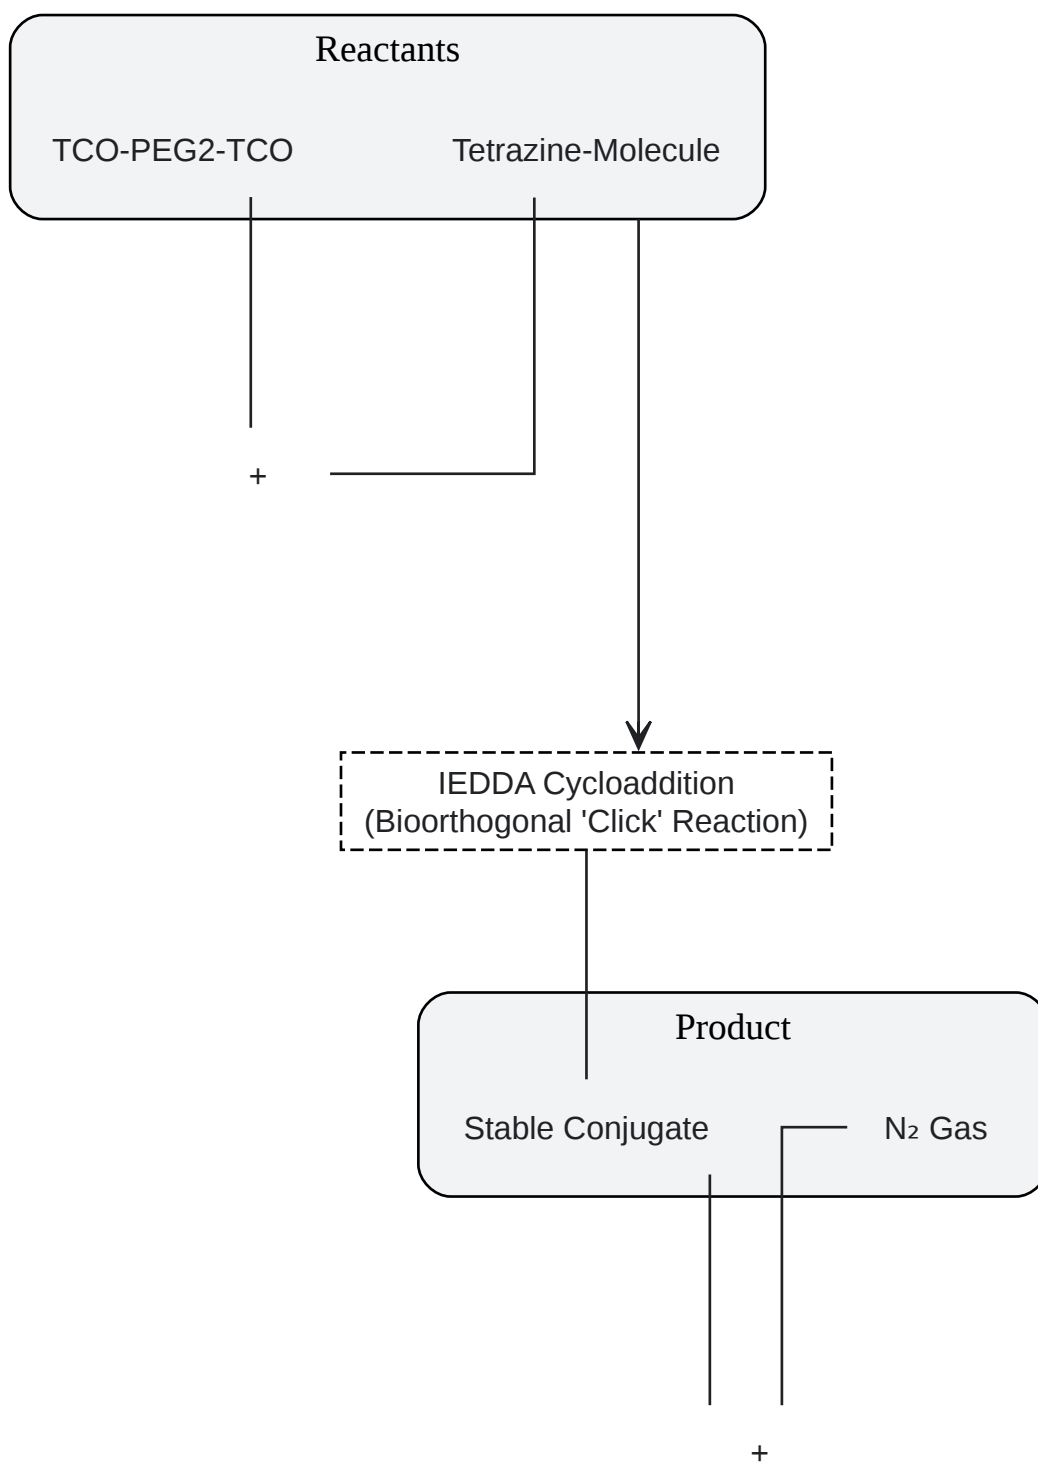 Reactants
TCO-PEG2-TCO
Tetrazine-Molecule
+
IEDDA Cycloaddition
(Bioorthogonal 'Click' Reaction)
Product
Stable Conjugate
N₂ Gas
+